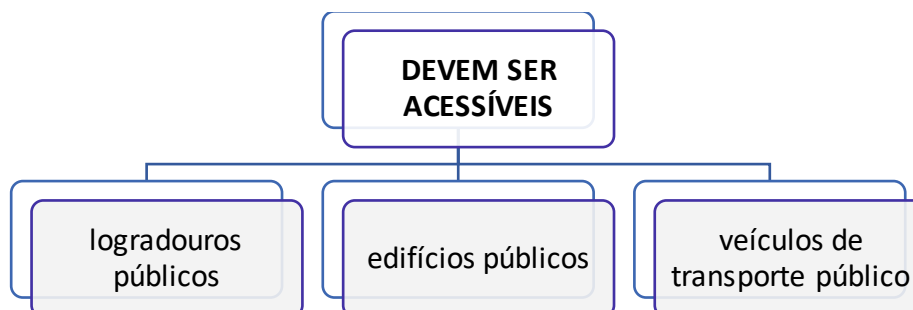 DEVEM SER
ACESSÍVEIS
logradouros
públicos
edifícios públicos
veículos de
transporte público